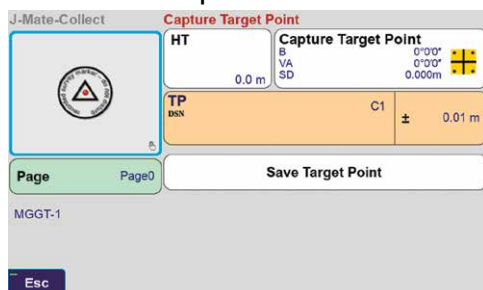 J-Mate-Collect
Capture Target Point
HT
0.0 m
Capture Target Point
B 0°0'0"
VA 0°0'0"
SD 0.000m
TP
DSN
C1
± 0.01 m
Page Page0
Save Target Point
MGGT-1
Esc